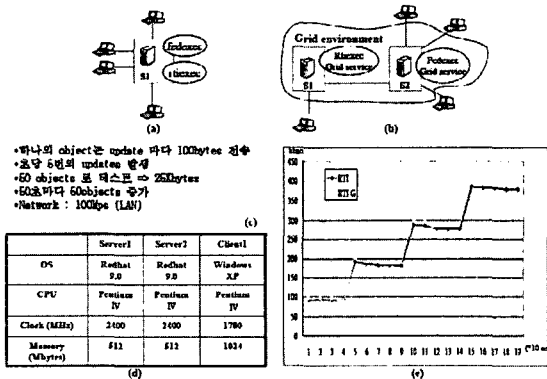 Fedexec
rtiexec
S1
(a)
Grid environment
Rtiexec
Grid service
Fedexec
Grid service
S1
S2
(b)
•하나의 object는 update 마다 100bytes 전송
•초당 5번의 updates 발생
•50 objects 로 테스트 => 25Kbytes
•50초마다 50objects 증가
•Network : 100Mbps (LAN)
(c)
Server1 Server2 Client1
OS Redhat 9.0 Redhat 9.0 Windows XP
CPU Pentium IV Pentium IV Pentium IV
Clock (MHz) 2400 2400 1700
Memory (Mbytes) 512 512 1024
(d)
450
400
350
300
250
200
150
100
50
0
RTI
RTI G
1 2 3 4 5 6 7 8 9 10 11 12 13 14 15 16 17 18 19
(e)